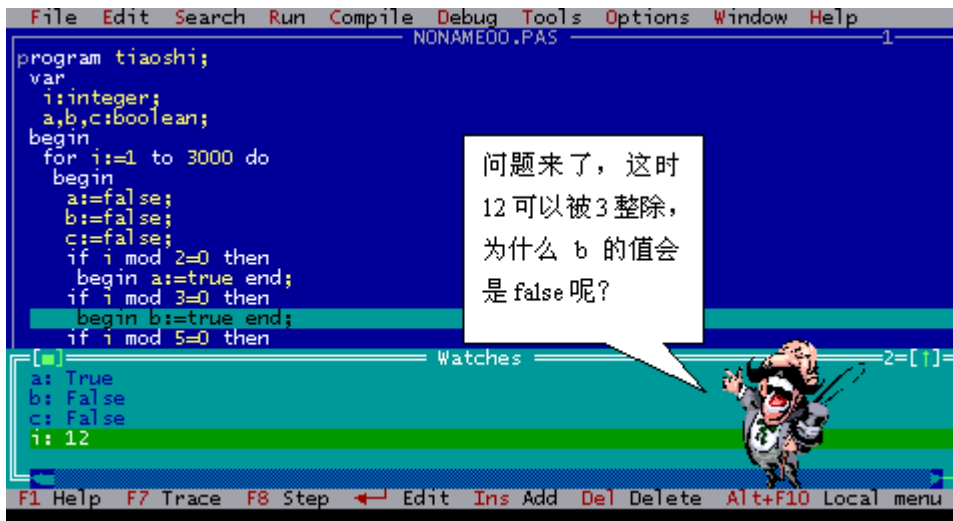 File Edit Search Run Compile Debug Tools Options Window Help
NONAME00.PAS 1
program tiaoshi;
var
i:integer;
a,b,c:boolean;
begin
for i:=1 to 3000 do
begin
a:=false;
b:=false;
c:=false;
if i mod 2=0 then
begin a:=true end;
if i mod 3=0 then
begin b:=true end;
if i mod 5=0 then
问题来了，这时
12可以被3整除，
为什么 b 的值会
是false呢？
[■] Watches 2=[↑]
a: True
b: False
c: False
i: 12
F1 Help F7 Trace F8 Step ←┘ Edit Ins Add Del Delete Alt+F10 Local menu